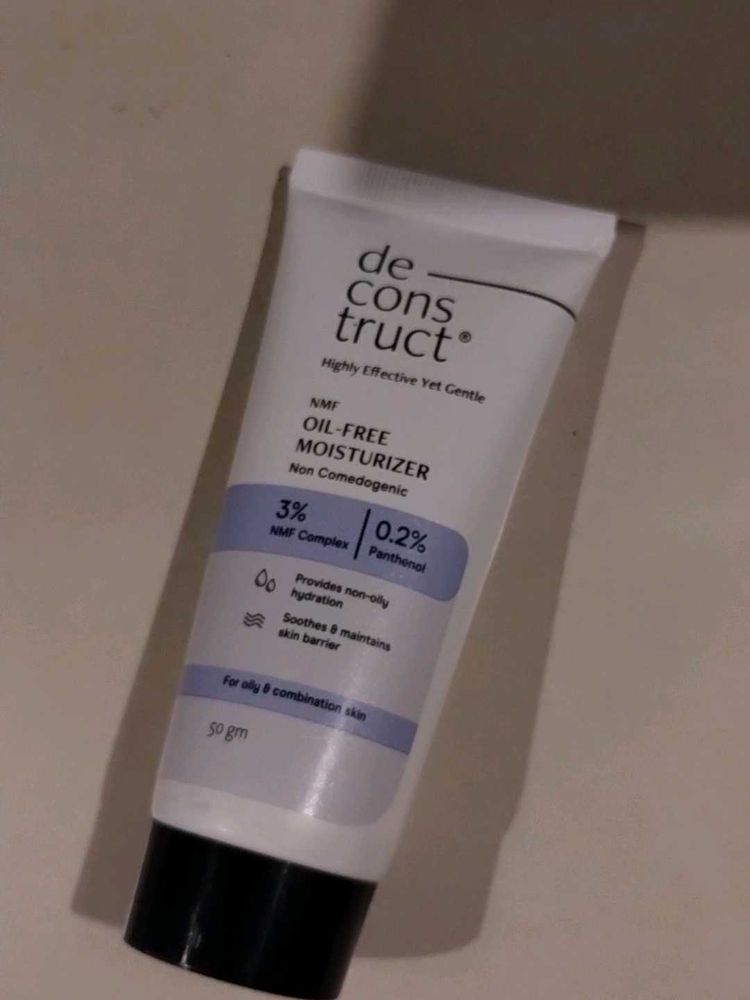 de
cons
truct®
Highly Effective Yet Gentle
NMF
OIL-FREE
MOISTURIZER
Non Comedogenic
3%
NMF Complex
0.2%
Panthenol
Provides non-oily
hydration
Soothes & maintains
skin barrier
For oily & combination skin
50 gm